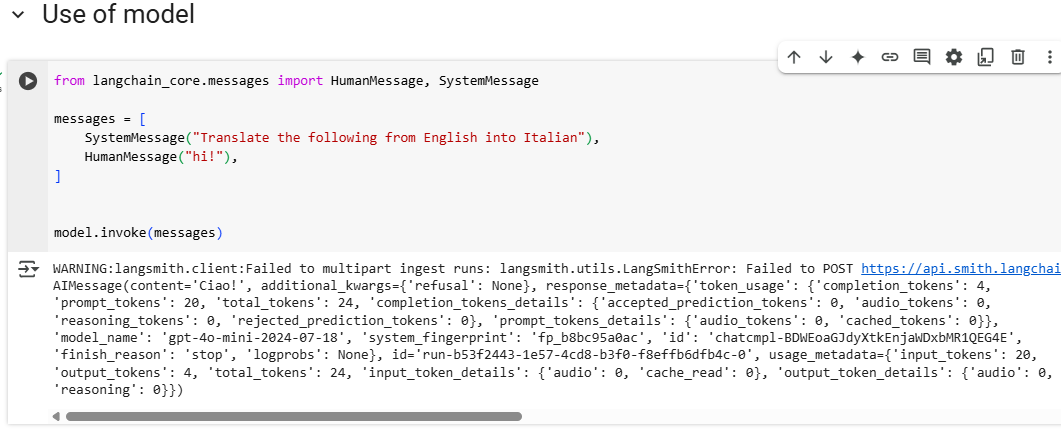 Use of model
from langchain_core.messages import HumanMessage, SystemMessage
messages = [
    SystemMessage("Translate the following from English into Italian"),
    HumanMessage("hi!"),
]
model.invoke(messages)
WARNING:langsmith.client:Failed to multipart ingest runs: langsmith.utils.LangSmithError: Failed to POST https://api.smith.langchai
AIMessage(content='Ciao!', additional_kwargs={'refusal': None}, response_metadata={'token_usage': {'completion_tokens': 4,
'prompt_tokens': 20, 'total_tokens': 24, 'completion_tokens_details': {'accepted_prediction_tokens': 0, 'audio_tokens': 0,
'reasoning_tokens': 0, 'rejected_prediction_tokens': 0}, 'prompt_tokens_details': {'audio_tokens': 0, 'cached_tokens': 0}},
'model_name': 'gpt-4o-mini-2024-07-18', 'system_fingerprint': 'fp_b8bc95a0ac', 'id': 'chatcmpl-BDWEoaGJdyXtkEnjaWDxbMR1QEG4E',
'finish_reason': 'stop', 'logprobs': None}, id='run-b53f2443-1e57-4cd8-b3f0-f8effb6dfb4c-0', usage_metadata={'input_tokens': 20,
'output_tokens': 4, 'total_tokens': 24, 'input_token_details': {'audio': 0, 'cache_read': 0}, 'output_token_details': {'audio': 0,
'reasoning': 0}})